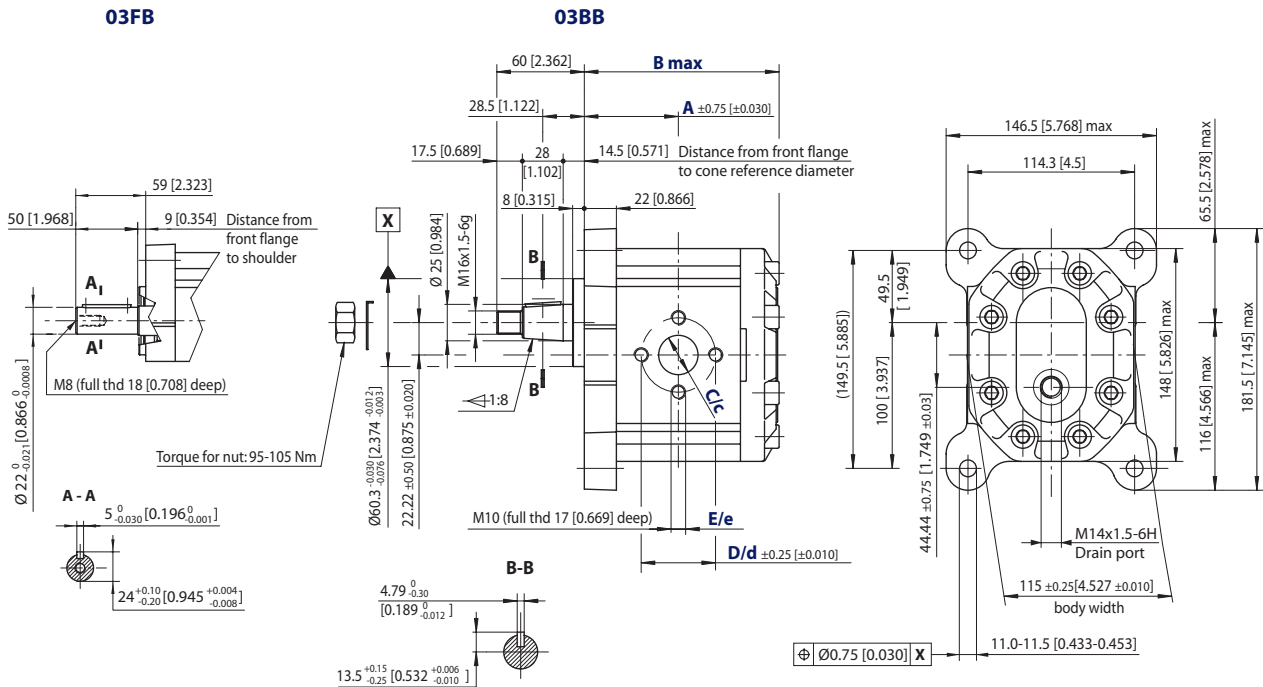 03FB
03BB
60 [2.362]
B max
28.5 [1.122]
A ±0.75 [±0.030]
17.5 [0.689]
28
[1.102]
14.5 [0.571]
Distance from front flange
to cone reference diameter
8 [0.315]
22 [0.866]
146.5 [5.768] max
114.3 [4.5]
65.5 [2.578] max
59 [2.323]
50 [1.968]
9 [0.354]
Distance from
front flange
to shoulder
X
Ø 25 [0.984]
M16x1.5-6g
B
B
A
A
M8 (full thd 18 [0.708] deep)
Ø 22 0 -0.021 [0.866 0 -0.0008]
1:8
C/c
(149.5 [ 5.885])
49.5
[ 1.949]
100 [ 3.937]
148 [ 5.826] max
116 [4.566] max
181.5 [ 7.145] max
Torque for nut: 95-105 Nm
Ø60.3 -0.030 -0.076 [2.374 -0.012 -0.003]
22.22 ±0.50 [0.875 ±0.020]
44.44 ±0.75 [1.749 ±0.03]
M10 (full thd 17 [0.669] deep)
E/e
D/d ±0.25 [±0.010]
M14x1.5-6H
Drain port
115 ±0.25[4.527 ±0.010]
body width
A - A
5 0 -0.030 [0.196 0 -0.001]
24 +0.10 -0.20 [0.945 +0.004 -0.008]
B-B
4.79 0 -0.30
[0.189 0 -0.012 ]
13.5 +0.15 -0.25 [0.532 +0.006 -0.010 ]
⌖ Ø0.75 [0.030] X
11.0-11.5 [0.433-0.453]